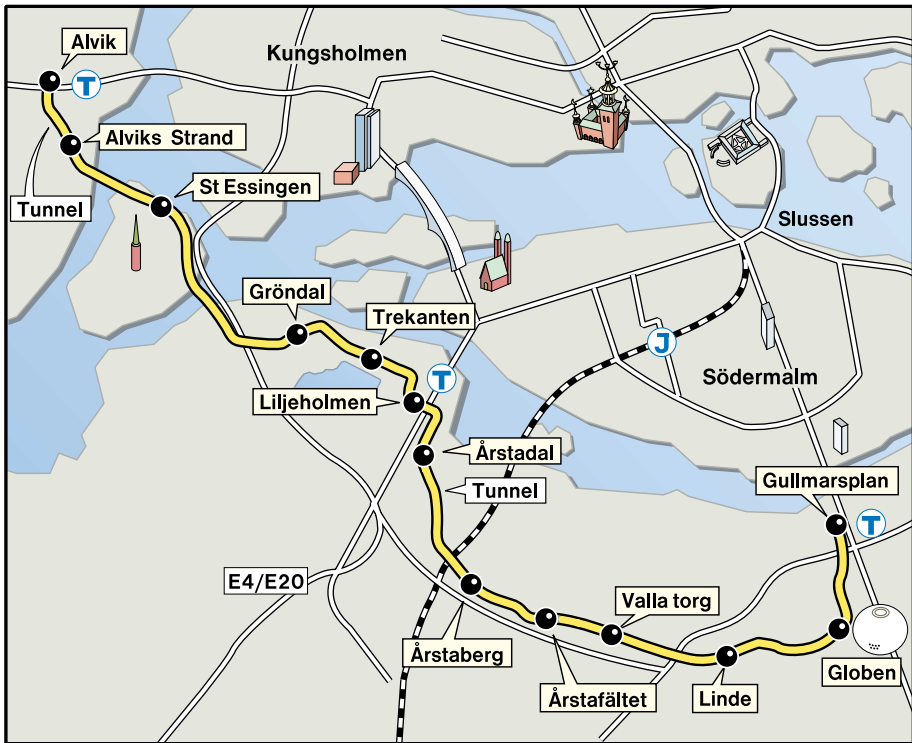 Alvik
Kungsholmen
T
Alviks Strand
St Essingen
Tunnel
Slussen
Gröndal
Trekanten
J
T
Södermalm
Liljeholmen
Årstadal
Gullmarsplan
Tunnel
T
E4/E20
Valla torg
Årstaberg
Globen
Årstafältet
Linde